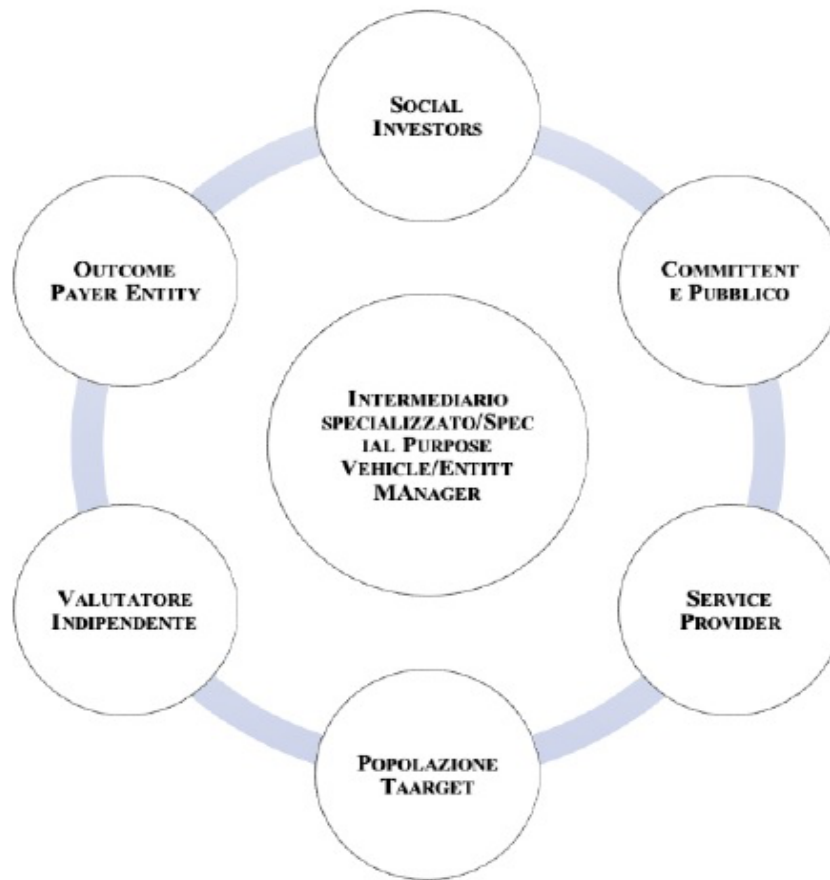 SOCIAL
INVESTORS
OUTCOME
PAYER ENTITY
COMMITTENT
E PUBBLICO
INTERMEDIARIO
SPECIALIZZATO/SPEC
IAL PURPOSE
VEHICLE/ENTITT
MANAGER
VALUTATORE
INDIPENDENTE
SERVICE
PROVIDER
POPOLAZIONE
TAARGET